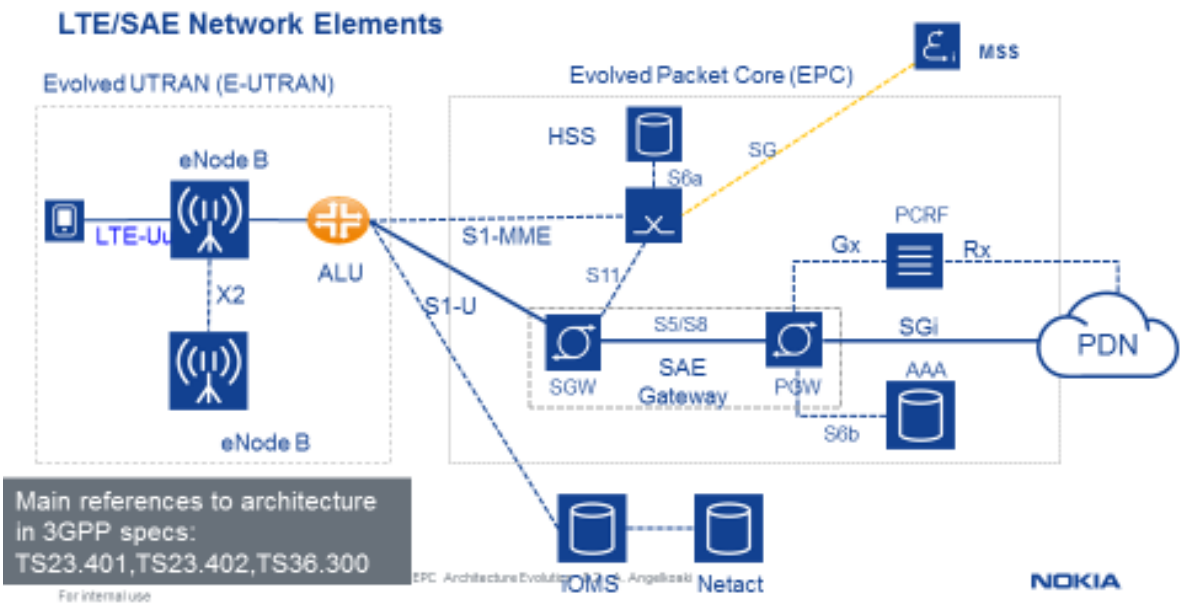 LTE/SAE Network Elements
MSS
Evolved UTRAN (E-UTRAN)
Evolved Packet Core (EPC)
HSS
SG
eNode B
S6a
LTE-Uu
S1-MME
PCRF
Gx
Rx
ALU
S11
X2
S1-U
S5/S8
SGi
PDN
SAE
Gateway
SGW
PGW
AAA
S6b
eNode B
Main references to architecture
in 3GPP specs:
TS23.401,TS23.402,TS36.300
EPC Architecture Evolution A. Angelkoaki
iOMS
Netact
NOKIA
For internal use